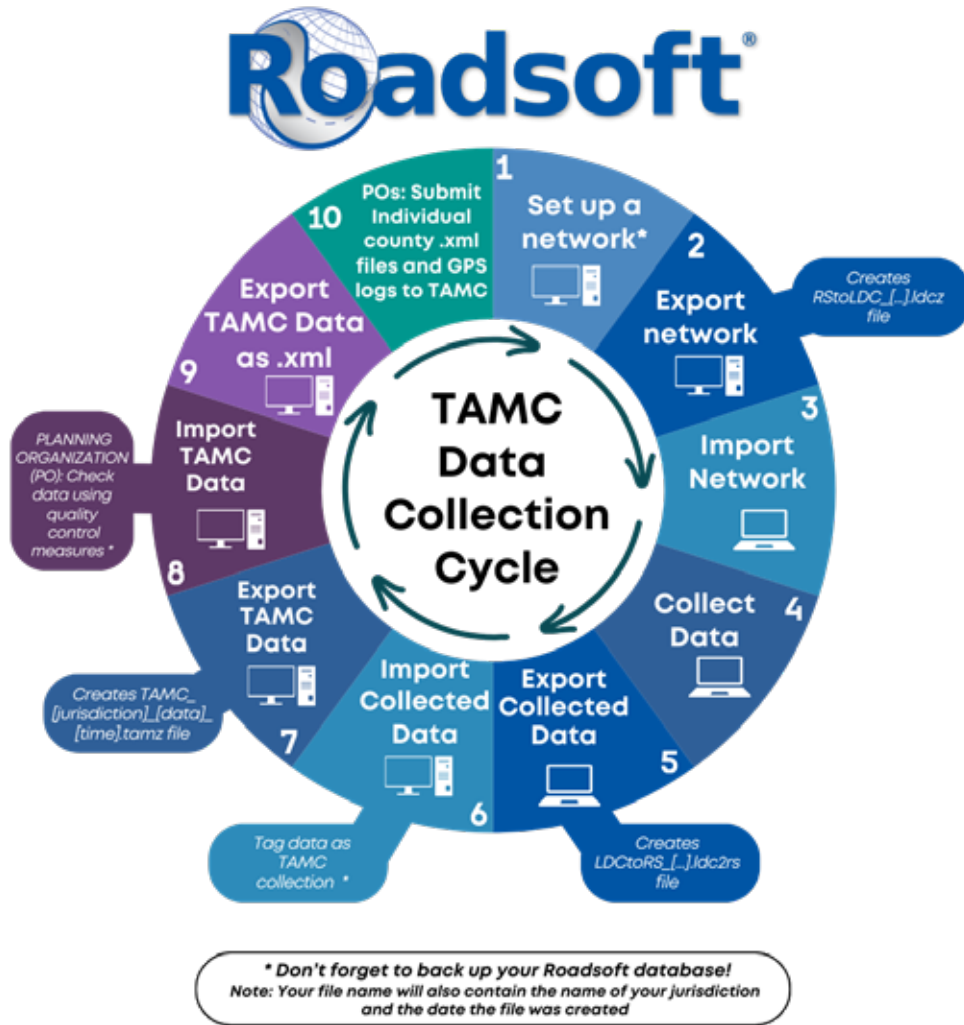 Roadsoft®
1
Set up a
network*
2
Export
network
Creates
RStoLDC_[...].ldcz
file
3
Import
Network
4
Collect
Data
5
Export
Collected
Data
Creates
LDCtoRS_[...].ldc2rs
file
6
Import
Collected
Data
Tag data as
TAMC
collection *
7
Export
TAMC
Data
Creates TAMC_
[jurisdiction]_[data]_
[time].tamz file
8
Import
TAMC
Data
PLANNING
ORGANIZATION
(PO): Check
data using
quality
control
measures *
9
Export
TAMC Data
as .xml
10
POs: Submit
Individual
county .xml
files and GPS
logs to TAMC
TAMC
Data
Collection
Cycle
* Don't forget to back up your Roadsoft database!
Note: Your file name will also contain the name of your jurisdiction
and the date the file was created